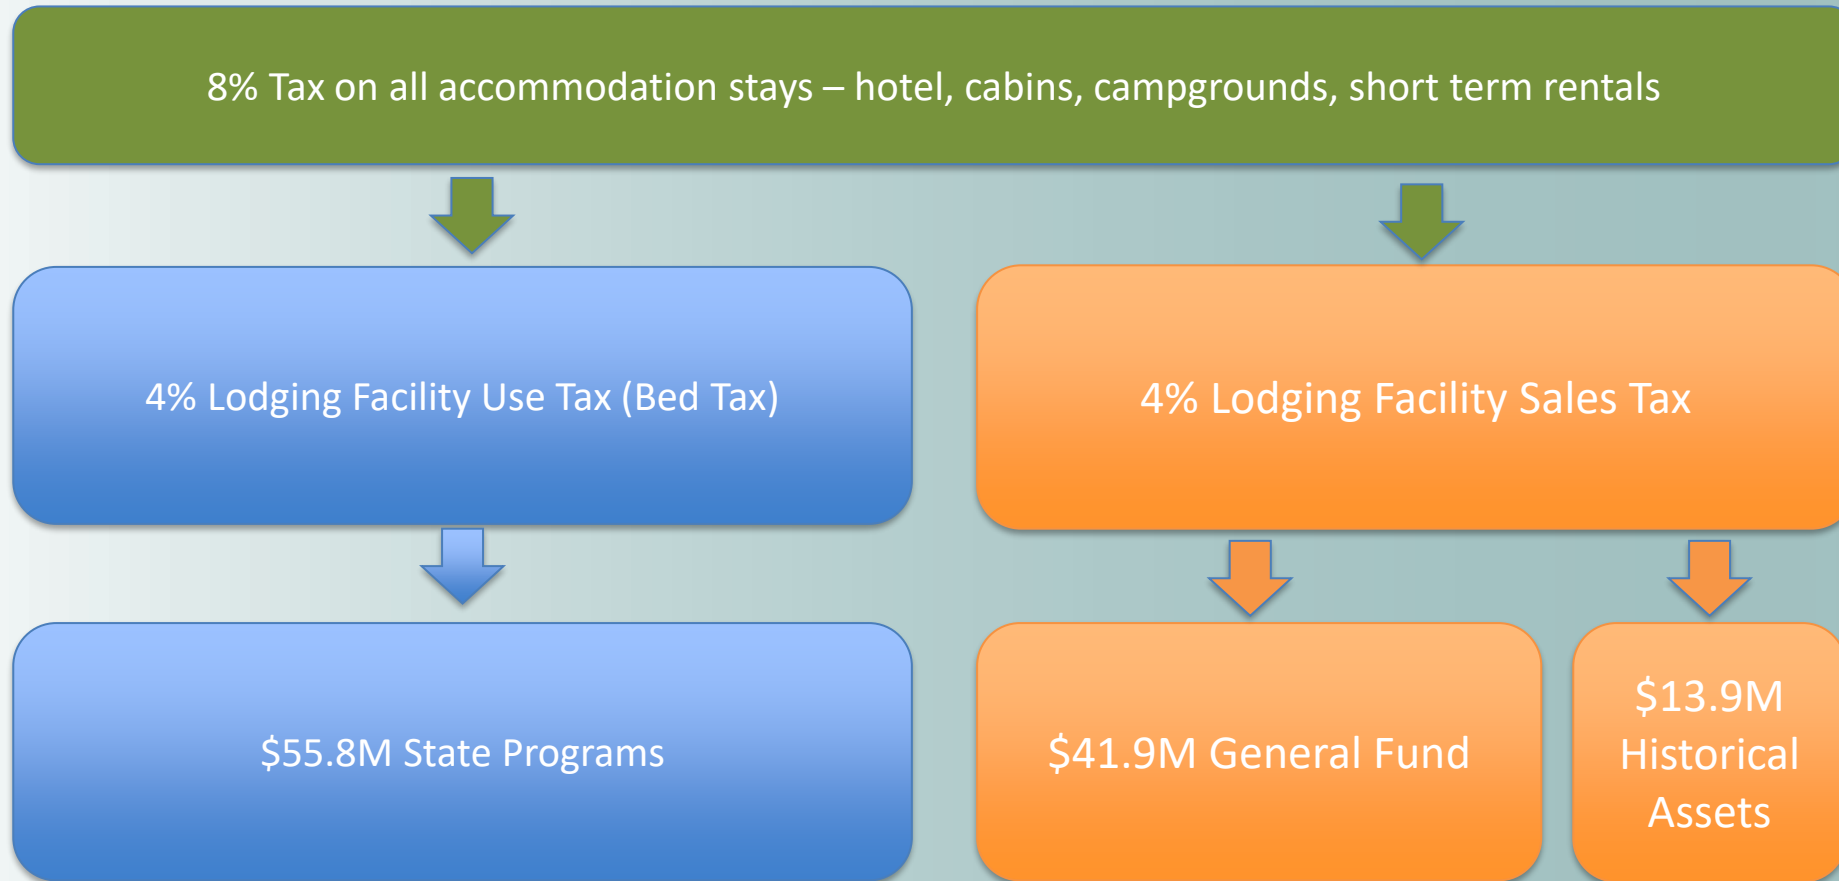 8% Tax on all accommodation stays – hotel, cabins, campgrounds, short term rentals
4% Lodging Facility Use Tax (Bed Tax)
4% Lodging Facility Sales Tax
$55.8M State Programs
$41.9M General Fund
$13.9M
Historical
Assets